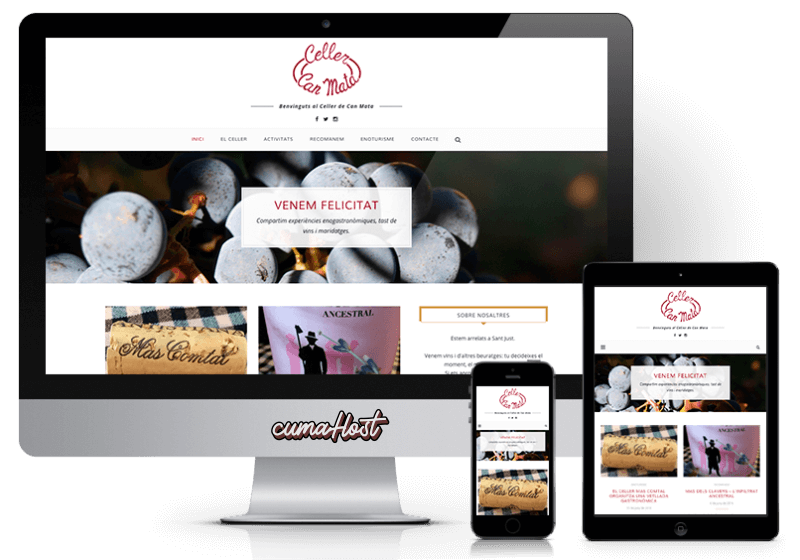 Celler
Can Mata
Benvinguts al Celler de Can Mata
INICI EL CELLER ACTIVITATS RECOMANEM ENOTURISME CONTACTE
VENEM FELICITAT
Compartim experiències enogastronòmiques, tast de
vins i maridatges.
Mas Comtal
ANCESTRAL
SOBRE NOSALTRES
Estem arrelats a Sant Just.
Venem vins i d'altres beuratges: tu decideixes el
moment, el
cumaHost
Celler
Can Mata
Mas Comtal
Celler
Can Mata
Benvinguts al Celler de Can Mata
VENEM FELICITAT
Compartim experiències enogastronòmiques, tast de
vins i maridatges.
Mas Comtal
ANCESTRAL
EL CELLER MAS COMTAL
ORGANITZA UNA VETLLADA
GASTRONÒMICA
MAS DELS CLAVERS – L'ESPILTRAT
ANCESTRAL